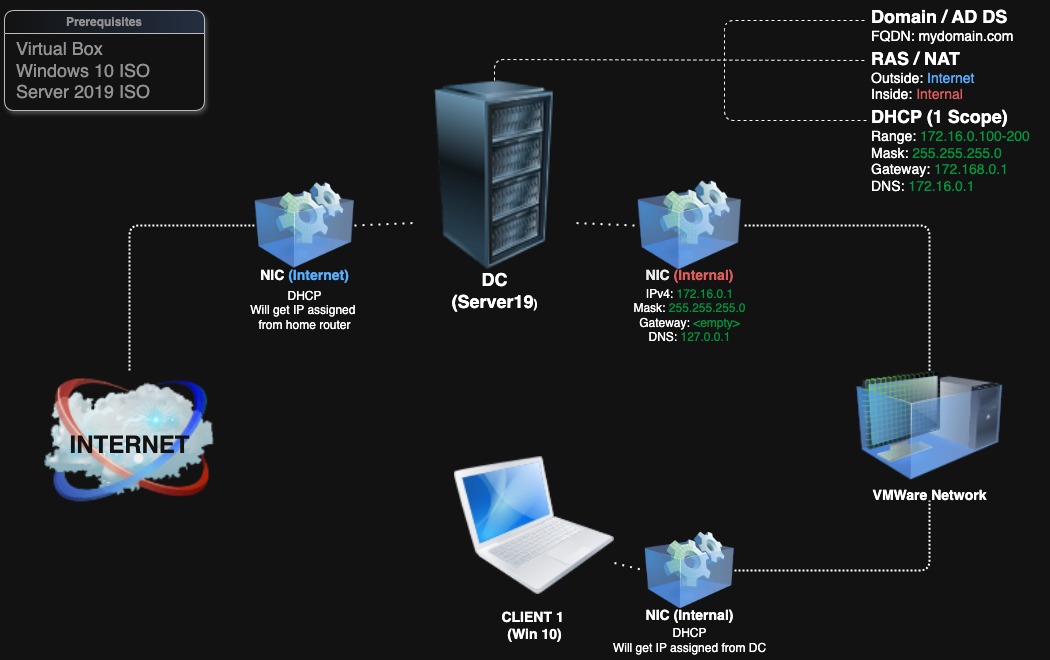 Prerequisites
Virtual Box
Windows 10 ISO
Server 2019 ISO
Domain / AD DS
FQDN: mydomain.com
RAS / NAT
Outside: Internet
Inside: Internal
DHCP (1 Scope)
Range: 172.16.0.100-200
Mask: 255.255.255.0
Gateway: 172.168.0.1
DNS: 172.16.0.1
NIC (Internet)
DHCP
Will get IP assigned
from home router
DC
(Server19)
NIC (Internal)
IPv4: 172.16.0.1
Mask: 255.255.255.0
Gateway: <empty>
DNS: 127.0.0.1
INTERNET
VMWare Network
CLIENT 1
(Win 10)
NIC (Internal)
DHCP
Will get IP assigned from DC